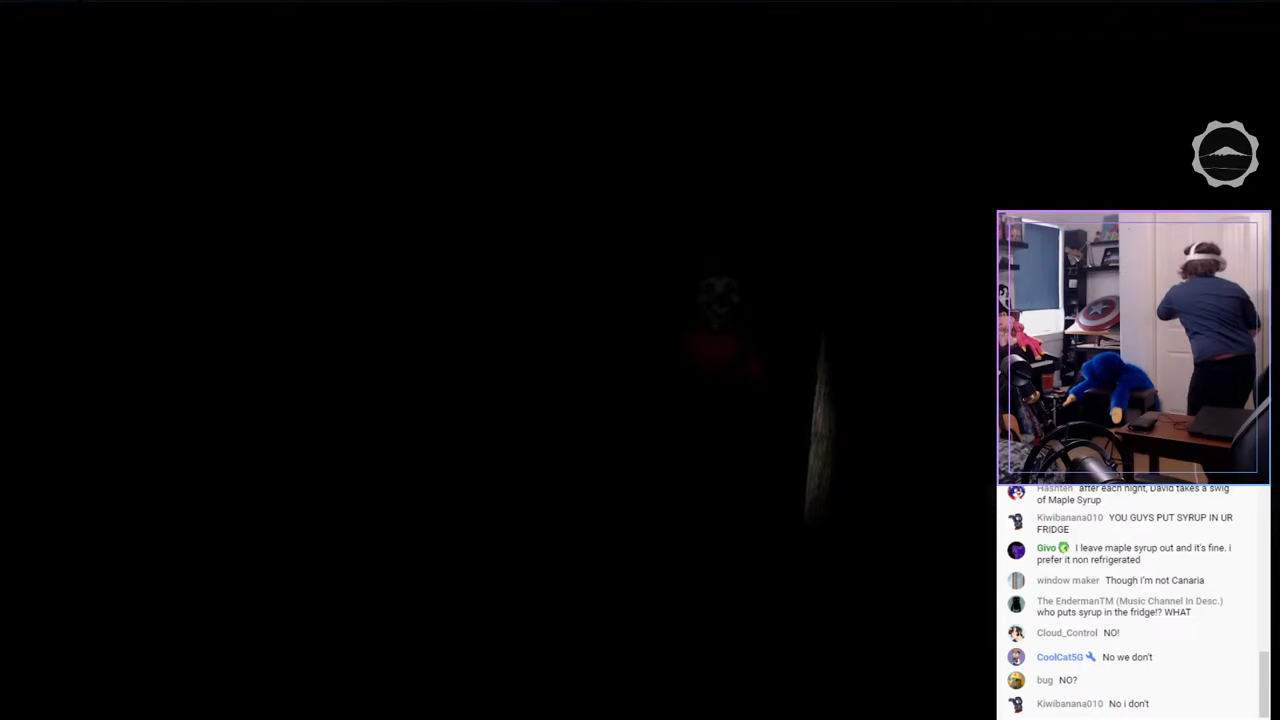 Hashten after each night, David takes a swig
of Maple Syrup
Kiwibanana010 YOU GUYS PUT SYRUP IN UR
FRIDGE
Givo I leave maple syrup out and it's fine. i
prefer it non refrigerated
window maker Though I'm not Canaria
The EndermanTM (Music Channel In Desc.)
who puts syrup in the fridge!? WHAT
Cloud_Control NO!
CoolCat5G No we don't
bug NO?
Kiwibanana010 No i don't